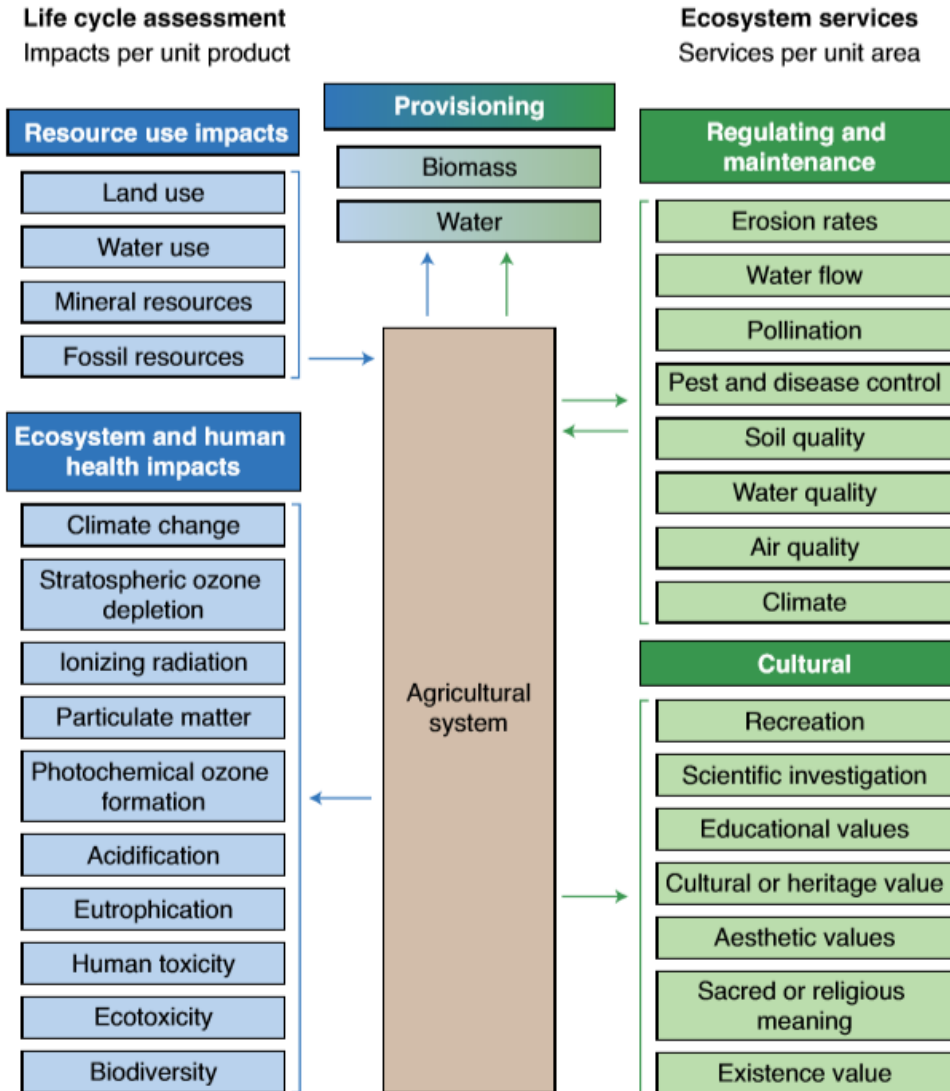 Life cycle assessment
Impacts per unit product
Ecosystem services
Services per unit area
Provisioning
Biomass
Water
Resource use impacts
Land use
Water use
Mineral resources
Fossil resources
Ecosystem and human
health impacts
Climate change
Stratospheric ozone
depletion
Ionizing radiation
Particulate matter
Photochemical ozone
formation
Acidification
Eutrophication
Human toxicity
Ecotoxicity
Biodiversity
Agricultural
system
Regulating and
maintenance
Erosion rates
Water flow
Pollination
Pest and disease control
Soil quality
Water quality
Air quality
Climate
Cultural
Recreation
Scientific investigation
Educational values
Cultural or heritage value
Aesthetic values
Sacred or religious
meaning
Existence value